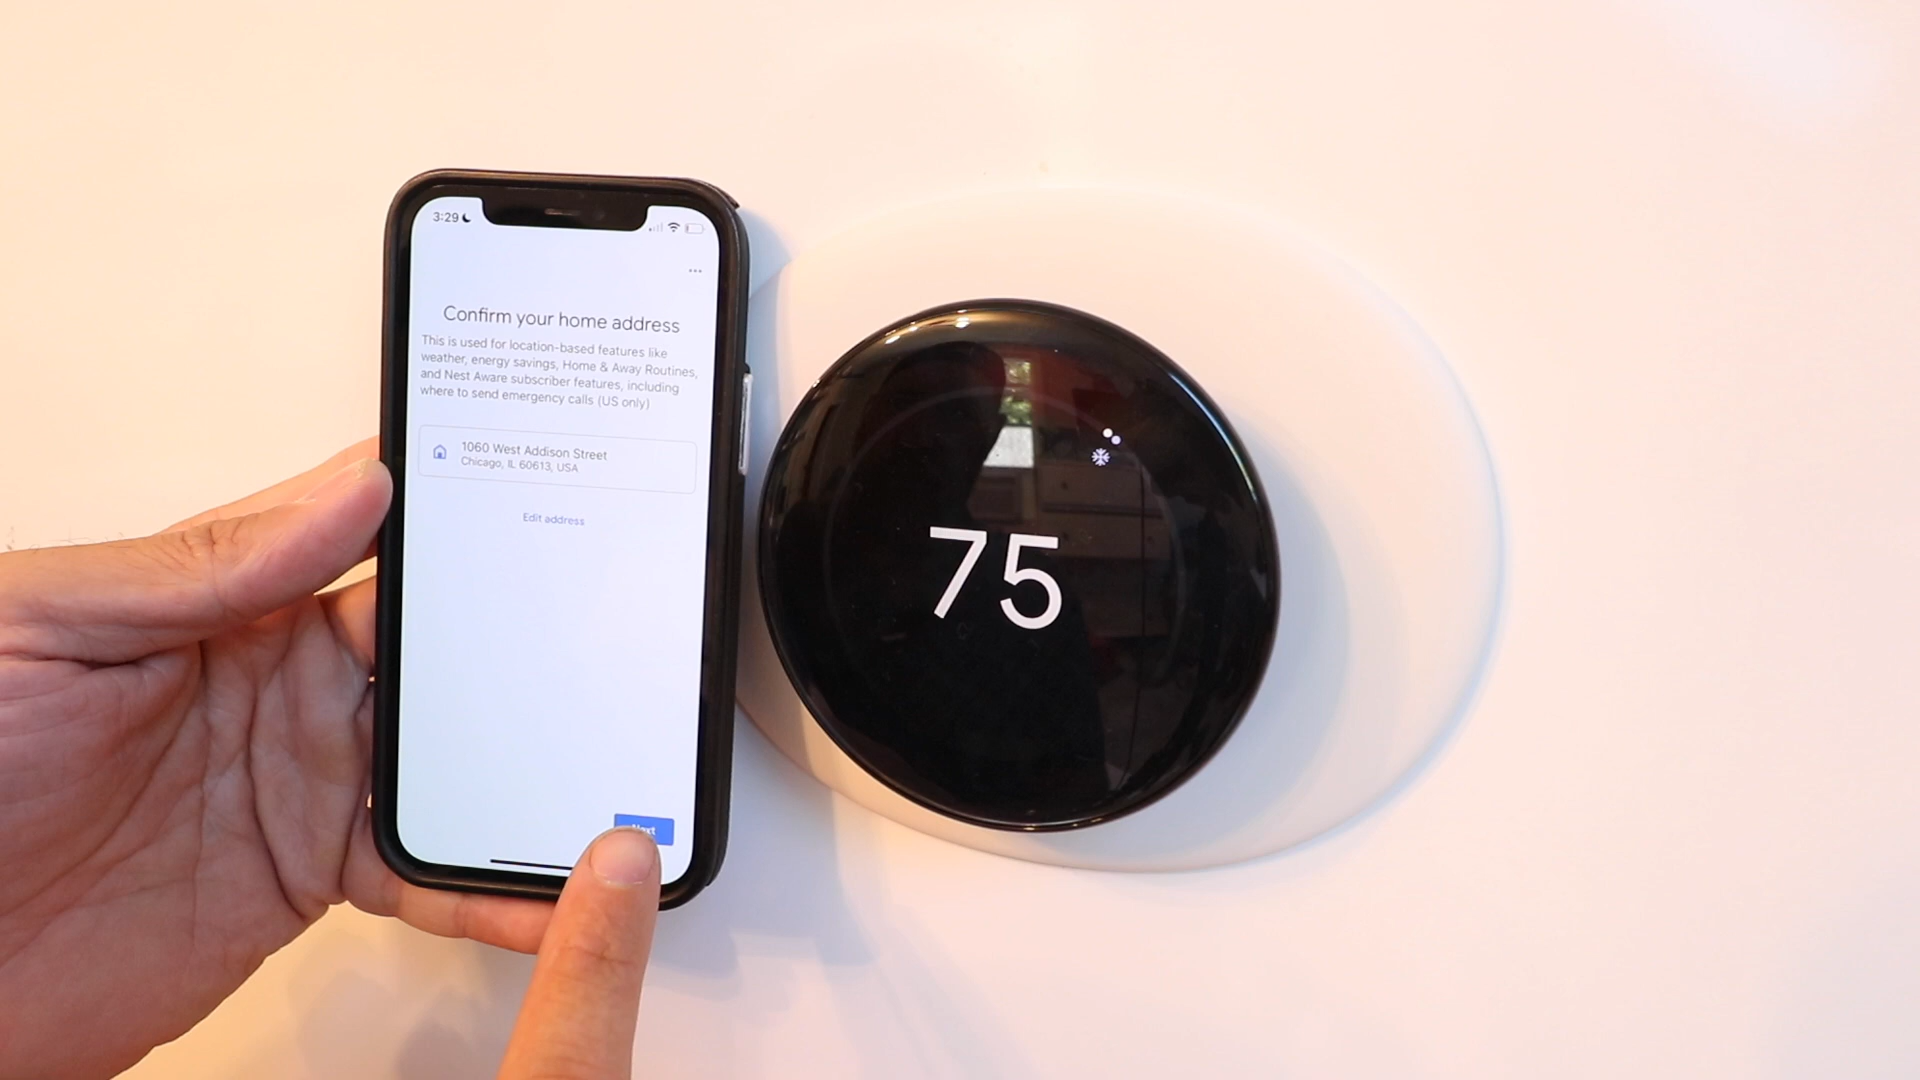 3:29
...
Confirm your home address
This is used for location-based features like
weather, energy savings, Home & Away Routines,
and Nest Aware subscriber features, including
where to send emergency calls (US only)
1060 West Addison Street
Chicago, IL 60613, USA
Edit address
Next
75